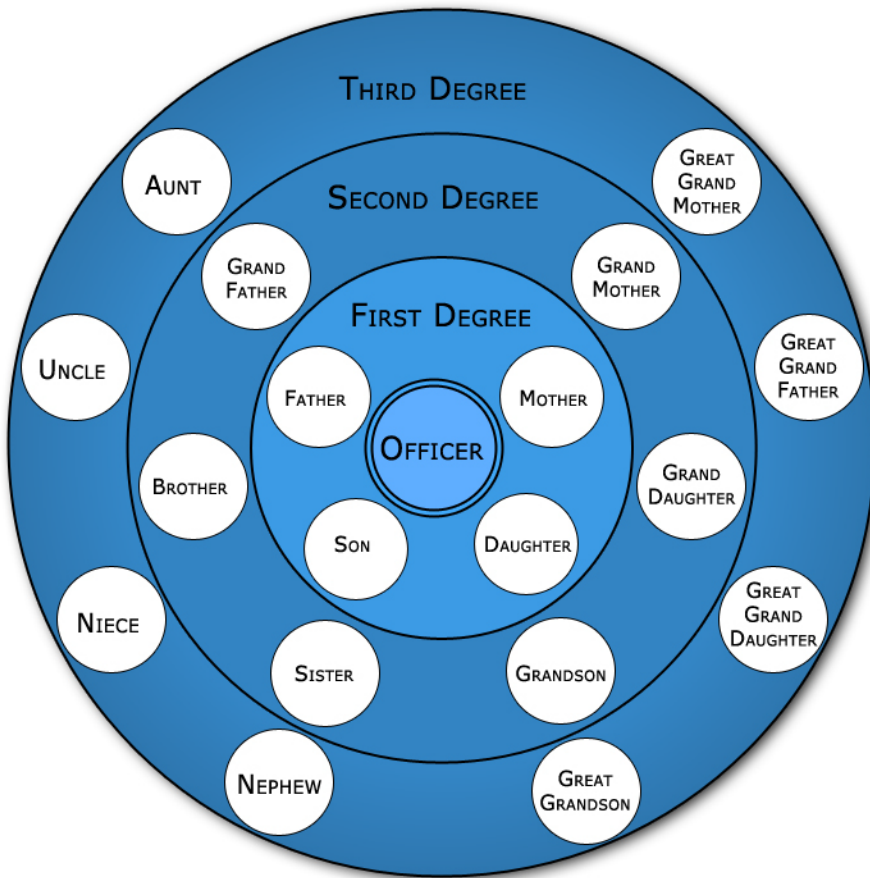 Third Degree
Aunt
Great
Grand
Mother
Second Degree
Grand
Father
Grand
Mother
First Degree
Uncle
Great
Grand
Father
Father
Mother
Officer
Brother
Grand
Daughter
Son
Daughter
Niece
Great
Grand
Daughter
Sister
Grandson
Nephew
Great
Grandson